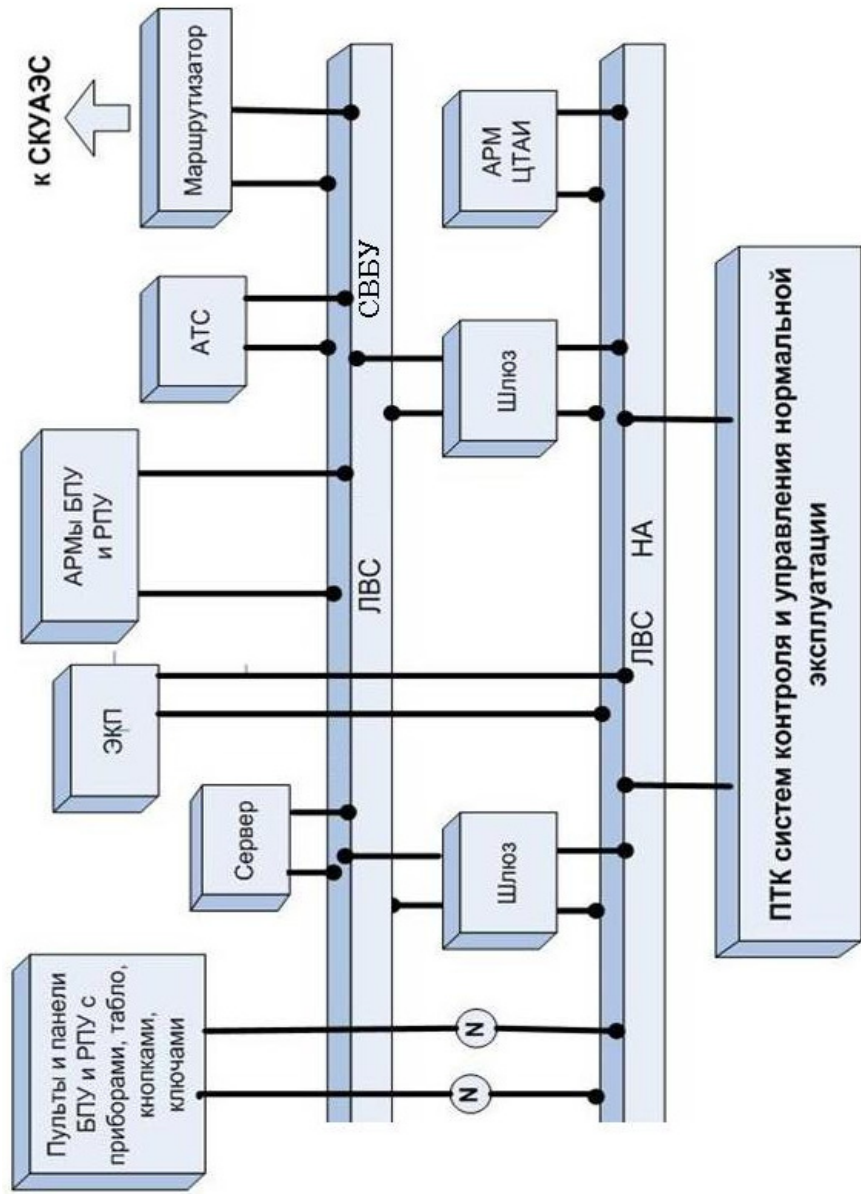 Пульты и панели
БПУ и РПУ с
приборами, табло,
кнопками,
ключами
Сервер
ЭКП
АРМы БПУ
и РПУ
АТС
Маршрутизатор
к СКУАЭС
ЛВС
СВБУ
N
N
Шлюз
Шлюз
АРМ
ЦТАИ
ЛВС НА
ПТК систем контроля и управления нормальной
эксплуатации